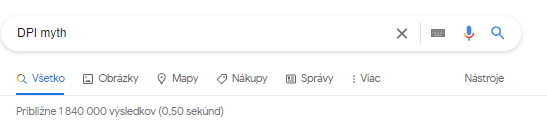 DPI myth
Všetko Obrázky Mapy Nákupy Správy Viac Nástroje
Približne 1 840 000 výsledkov (0,50 sekúnd)